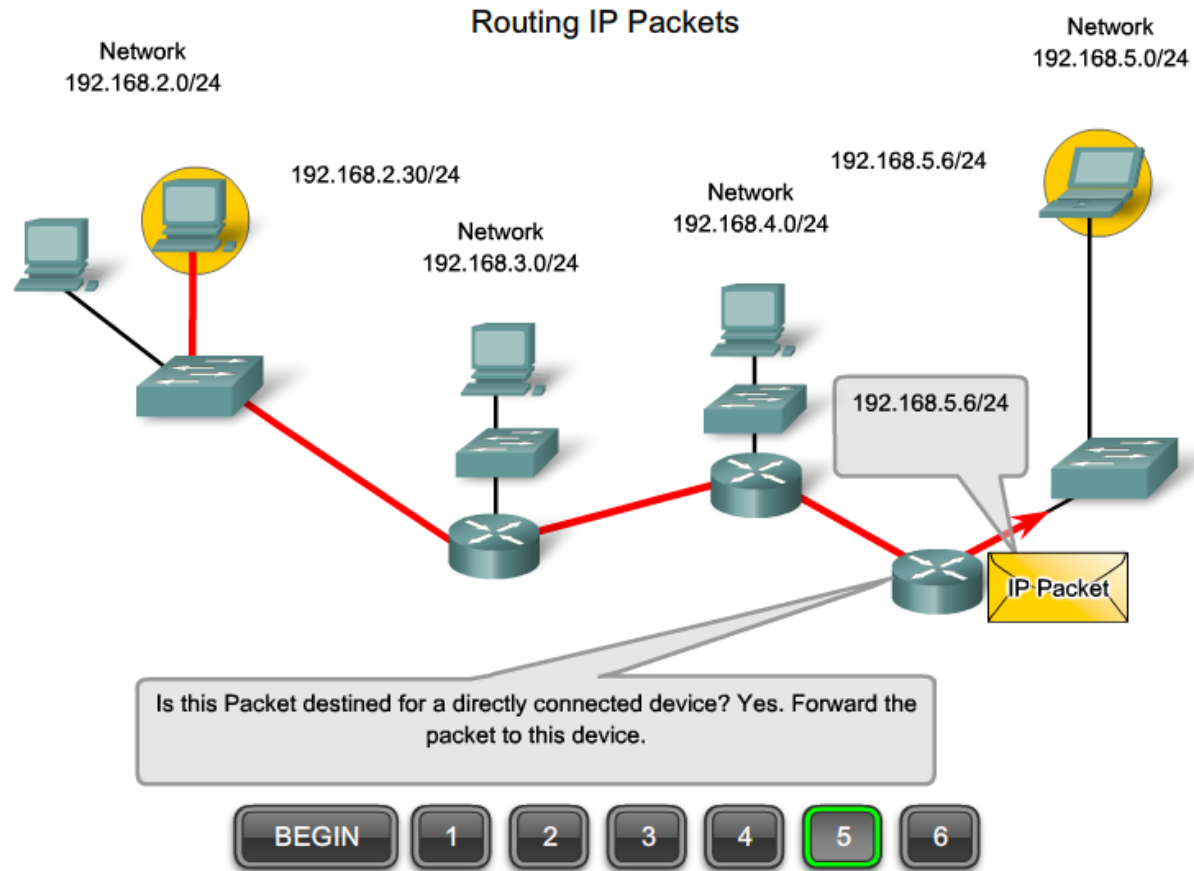 Routing IP Packets
Network
192.168.2.0/24
Network
192.168.5.0/24
192.168.2.30/24
192.168.5.6/24
Network
192.168.3.0/24
Network
192.168.4.0/24
192.168.5.6/24
IP Packet
Is this Packet destined for a directly connected device? Yes. Forward the
packet to this device.
BEGIN
1
2
3
4
5
6